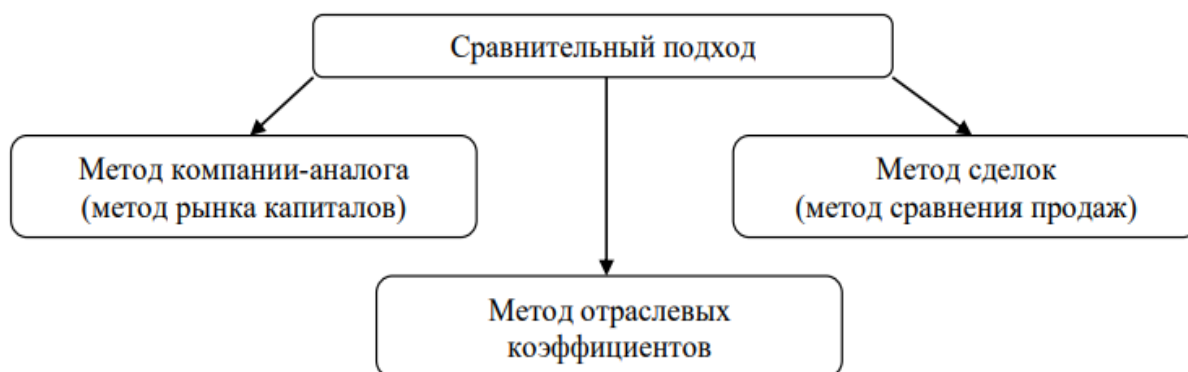 Сравнительный подход
Метод компании-аналога
(метод рынка капиталов)
Метод сделок
(метод сравнения продаж)
Метод отраслевых
коэффициентов